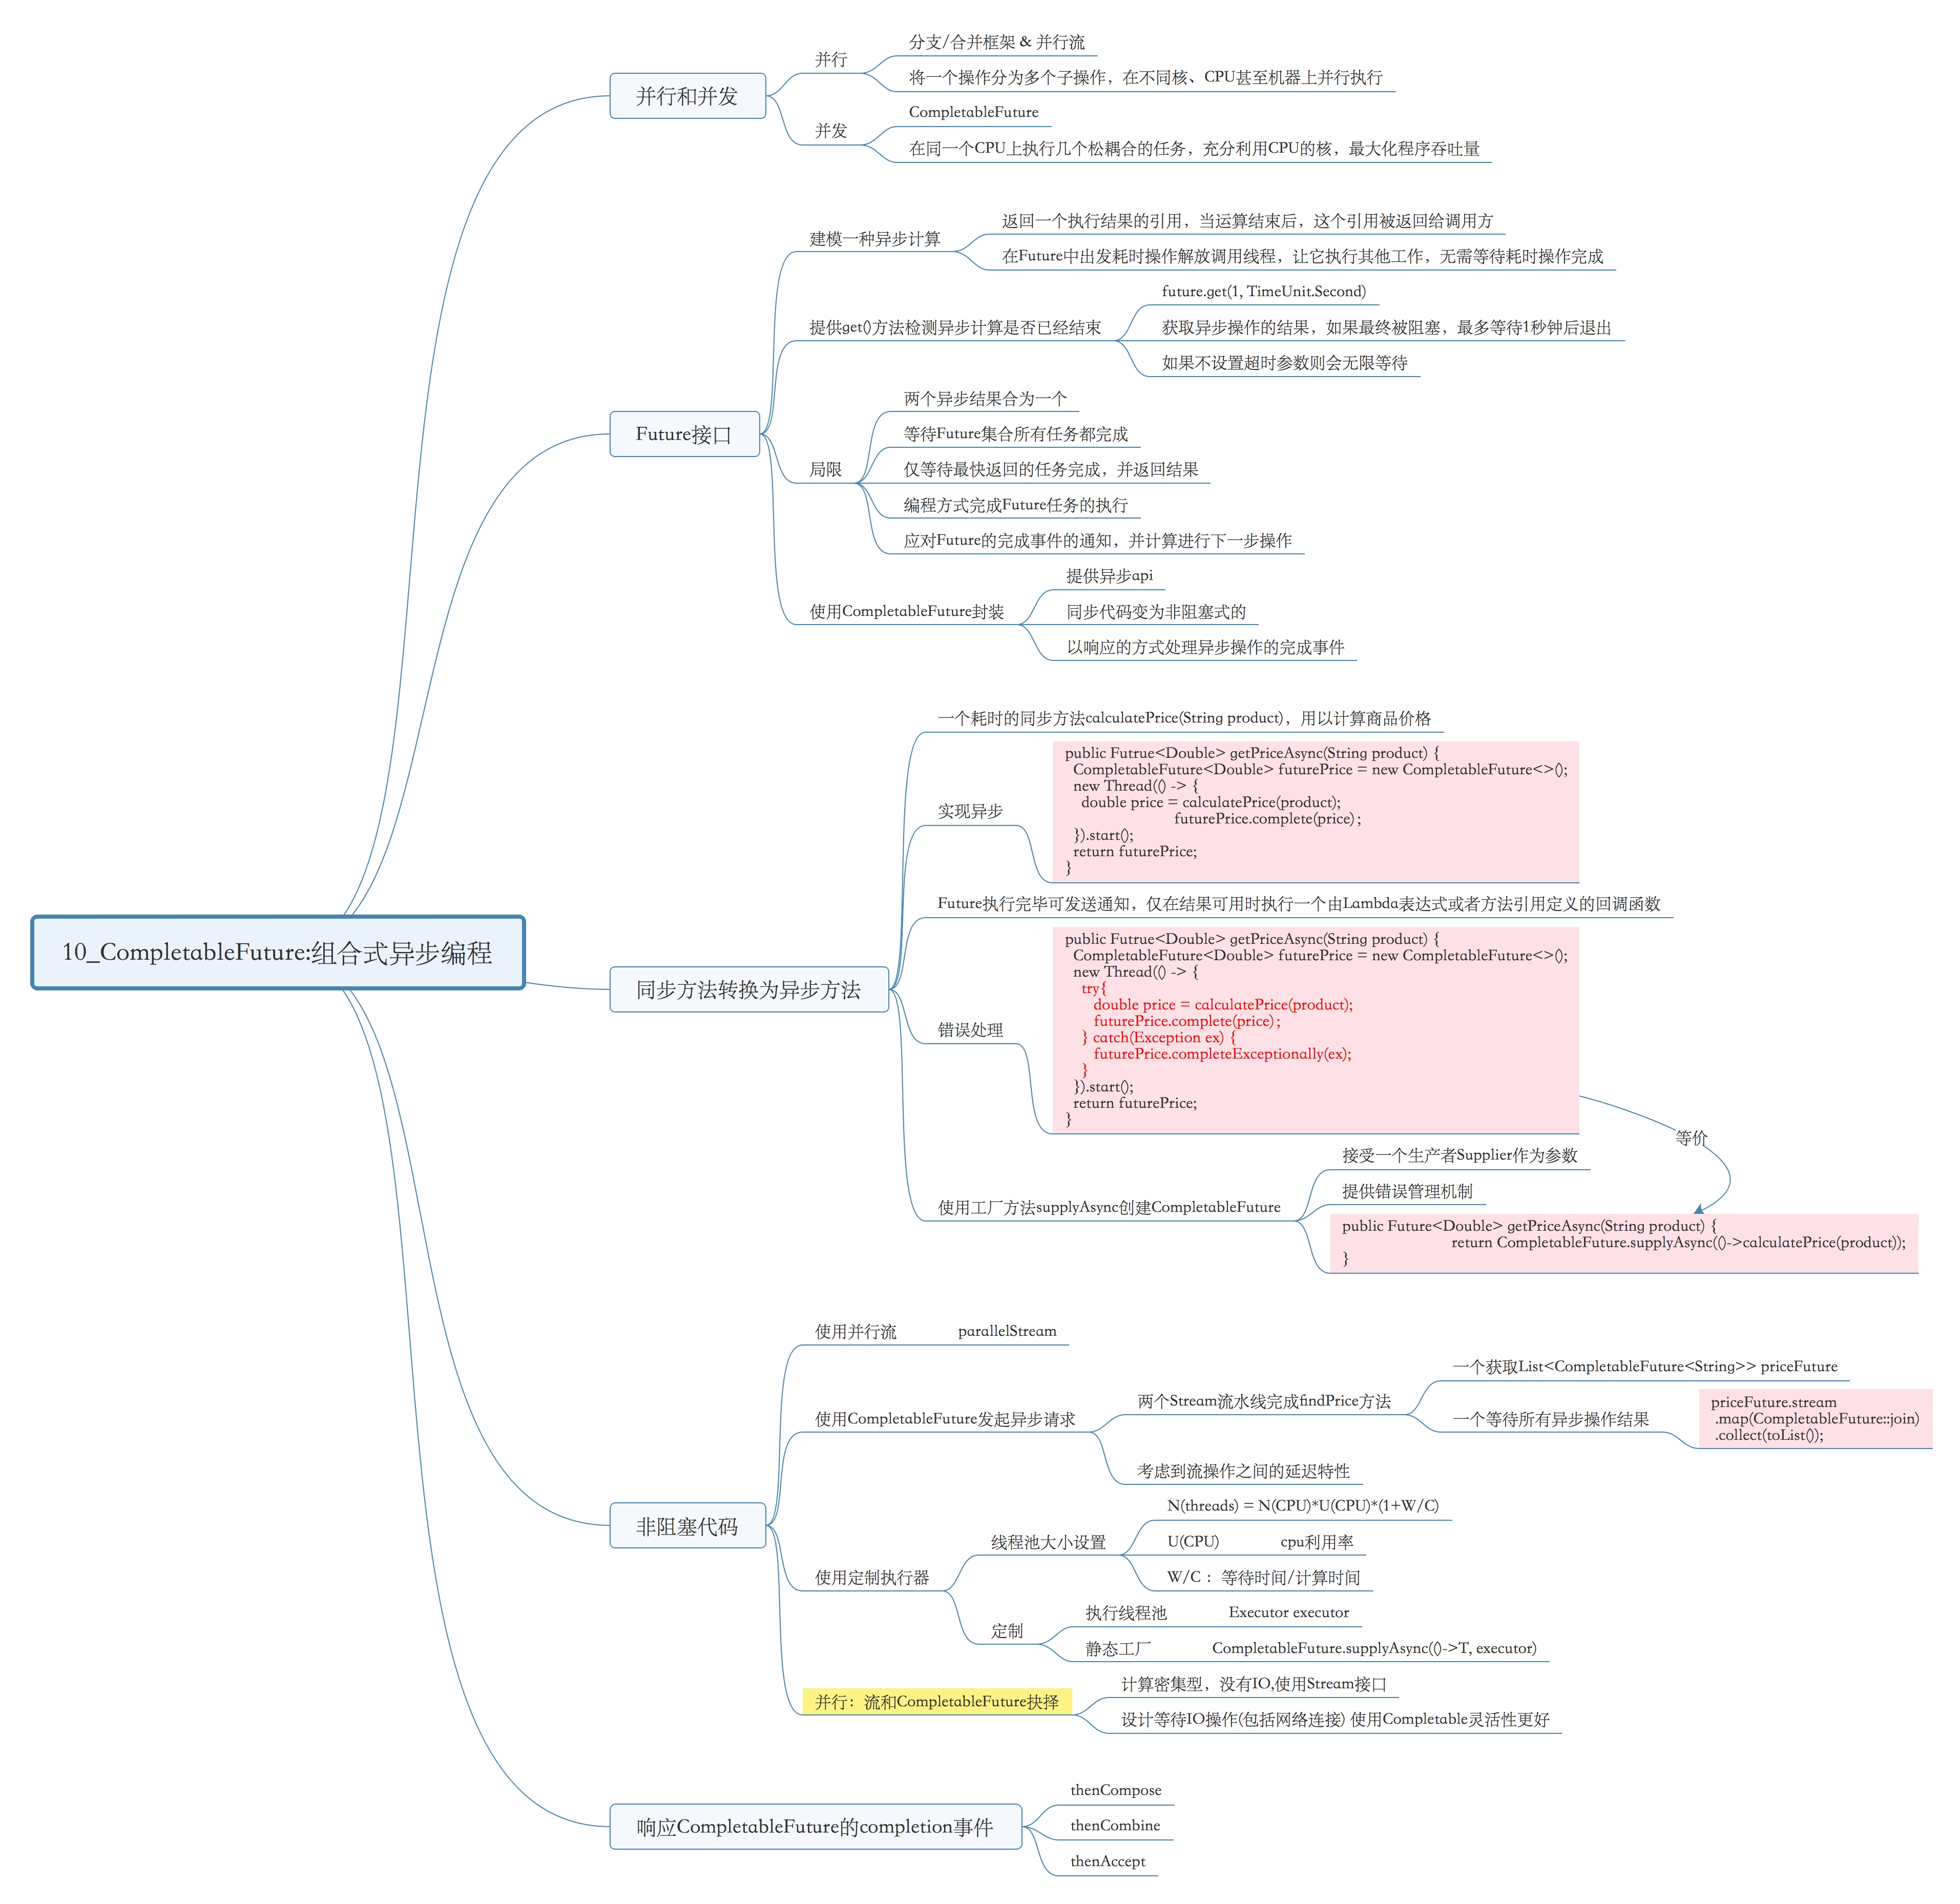 10_CompletableFuture:组合式异步编程
并行和并发
并行
分支/合并框架 & 并行流
将一个操作分为多个子操作，在不同核、CPU甚至机器上并行执行
并发
CompletableFuture
在同一个CPU上执行几个松耦合的任务，充分利用CPU的核，最大化程序吞吐量
Future接口
建模一种异步计算
返回一个执行结果的引用，当运算结束后，这个引用被返回给调用方
在Future中出发耗时操作解放调用线程，让它执行其他工作，无需等待耗时操作完成
提供get()方法检测异步计算是否已经结束
future.get(1, TimeUnit.Second)
获取异步操作的结果，如果最终被阻塞，最多等待1秒钟后退出
如果不设置超时参数则会无限等待
局限
两个异步结果合为一个
等待Future集合所有任务都完成
仅等待最快返回的任务完成，并返回结果
编程方式完成Future任务的执行
应对Future的完成事件的通知，并计算进行下一步操作
使用CompletableFuture封装
提供异步api
同步代码变为非阻塞式的
以响应的方式处理异步操作的完成事件
同步方法转换为异步方法
一个耗时的同步方法calculatePrice(String product)，用以计算商品价格
实现异步
public Futrue<Double> getPriceAsync(String product) {
CompletableFuture<Double> futurePrice = new CompletableFuture<>();
new Thread(() -> {
double price = calculatePrice(product);
futurePrice.complete(price) ;
}).start();
return futurePrice;
}
Future执行完毕可发送通知，仅在结果可用时执行一个由Lambda表达式或者方法引用定义的回调函数
错误处理
public Futrue<Double> getPriceAsync(String product) {
CompletableFuture<Double> futurePrice = new CompletableFuture<>();
new Thread(() -> {
try{
double price = calculatePrice(product);
futurePrice.complete(price) ;
} catch(Exception ex) {
futurePrice.completeExceptionally(ex);
}
}).start();
return futurePrice;
}
等价
使用工厂方法supplyAsync创建CompletableFuture
接受一个生产者Supplier作为参数
提供错误管理机制
public Future<Double> getPriceAsync(String product) {
return CompletableFuture.supplyAsync(()->calculatePrice(product));
}
非阻塞代码
使用并行流
parallelStream
使用CompletableFuture发起异步请求
两个Stream流水线完成findPrice方法
一个获取List<CompletableFuture<String>> priceFuture
一个等待所有异步操作结果
priceFuture.stream
.map(CompletableFuture::join)
.collect(toList());
考虑到流操作之间的延迟特性
使用定制执行器
线程池大小设置
N(threads) = N(CPU)*U(CPU)*(1+W/C)
U(CPU)
cpu利用率
W/C ：等待时间/计算时间
定制
执行线程池
Executor executor
静态工厂
CompletableFuture.supplyAsync(()->T, executor)
并行：流和CompletableFuture抉择
计算密集型，没有IO,使用Stream接口
设计等待IO操作(包括网络连接) 使用Completable灵活性更好
响应CompletableFuture的completion事件
thenCompose
thenCombine
thenAccept